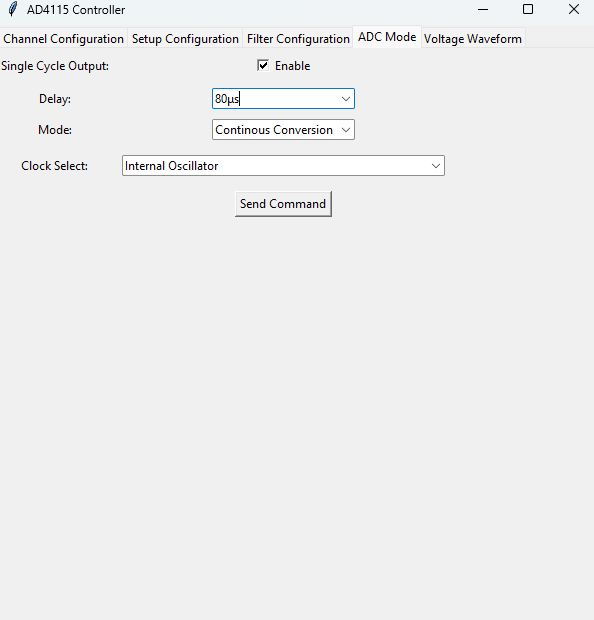 AD4115 Controller
Channel Configuration Setup Configuration Filter Configuration ADC Mode Voltage Waveform
Single Cycle Output: Enable
Delay: 80μs
Mode: Continous Conversion
Clock Select: Internal Oscillator
Send Command